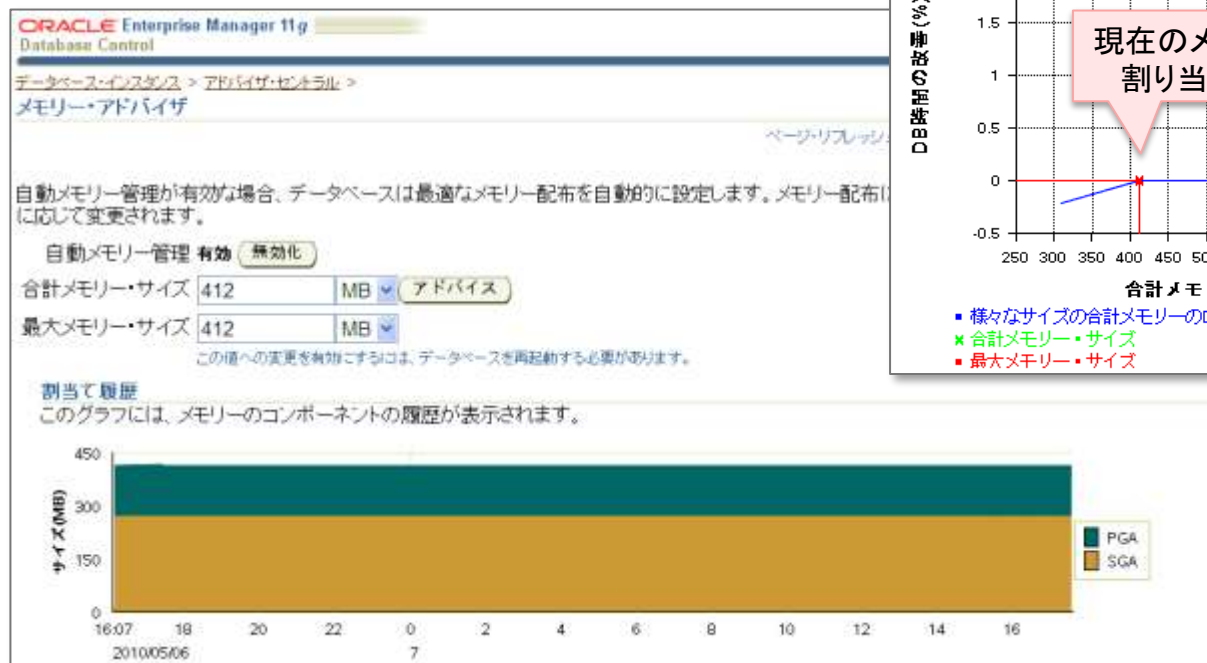 ORACLE Enterprise Manager 11g
Database Control
データベース・インスタンス > アドバイザ・セントラル >
メモリー・アドバイザ
ページ・リフレッシュ
自動メモリー管理が有効な場合、データベースは最適なメモリー配布を自動的に設定します。メモリー配布は
に応じて変更されます。
自動メモリー管理 有効 無効化
合計メモリー・サイズ 412 MB アドバイス
最大メモリー・サイズ 412 MB
この値への変更を有効にするには、データベースを再起動する必要があります。
割当て履歴
このグラフには、メモリーのコンポーネントの履歴が表示されます。
サイズ(MB)
450
300
150
0
16:07 18 20 22 0 2 4 6 8 10 12 14 16
2010/05/06 7
PGA
SGA
DB時間の改善(%)
1.5
1
0.5
0
-0.5
現在のメ
割り当
250 300 350 400 450 50
合計メモ
様々なサイズの合計メモリーの
合計メモリー・サイズ
最大メモリー・サイズ